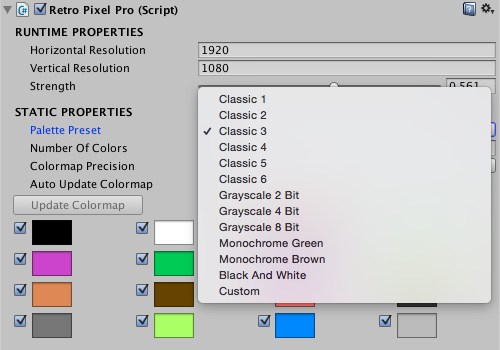 Retro Pixel Pro (Script)
RUNTIME PROPERTIES
Horizontal Resolution 1920
Vertical Resolution 1080
Strength 0.561
STATIC PROPERTIES
Palette Preset
Number Of Colors
Colormap Precision
Auto Update Colormap
Update Colormap
Classic 1
Classic 2
✓ Classic 3
Classic 4
Classic 5
Classic 6
Grayscale 2 Bit
Grayscale 4 Bit
Grayscale 8 Bit
Monochrome Green
Monochrome Brown
Black And White
Custom